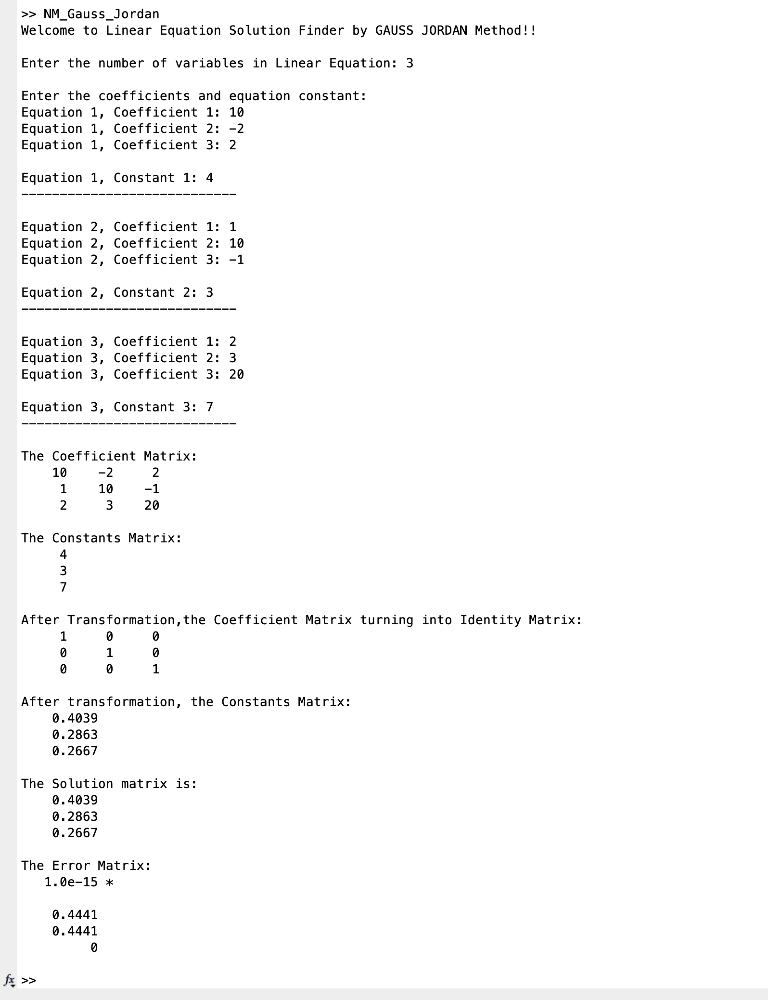 >> NM_Gauss_Jordan
Welcome to Linear Equation Solution Finder by GAUSS JORDAN Method!!
Enter the number of variables in Linear Equation: 3
Enter the coefficients and equation constant:
Equation 1, Coefficient 1: 10
Equation 1, Coefficient 2: -2
Equation 1, Coefficient 3: 2
Equation 1, Constant 1: 4
----------------------------
Equation 2, Coefficient 1: 1
Equation 2, Coefficient 2: 10
Equation 2, Coefficient 3: -1
Equation 2, Constant 2: 3
----------------------------
Equation 3, Coefficient 1: 2
Equation 3, Coefficient 2: 3
Equation 3, Coefficient 3: 20
Equation 3, Constant 3: 7
----------------------------
The Coefficient Matrix:
10 -2 2
1 10 -1
2 3 20
The Constants Matrix:
4
3
7
After Transformation,the Coefficient Matrix turning into Identity Matrix:
1 0 0
0 1 0
0 0 1
After transformation, the Constants Matrix:
0.4039
0.2863
0.2667
The Solution matrix is:
0.4039
0.2863
0.2667
The Error Matrix:
1.0e-15 *
0.4441
0.4441
0
fx >>